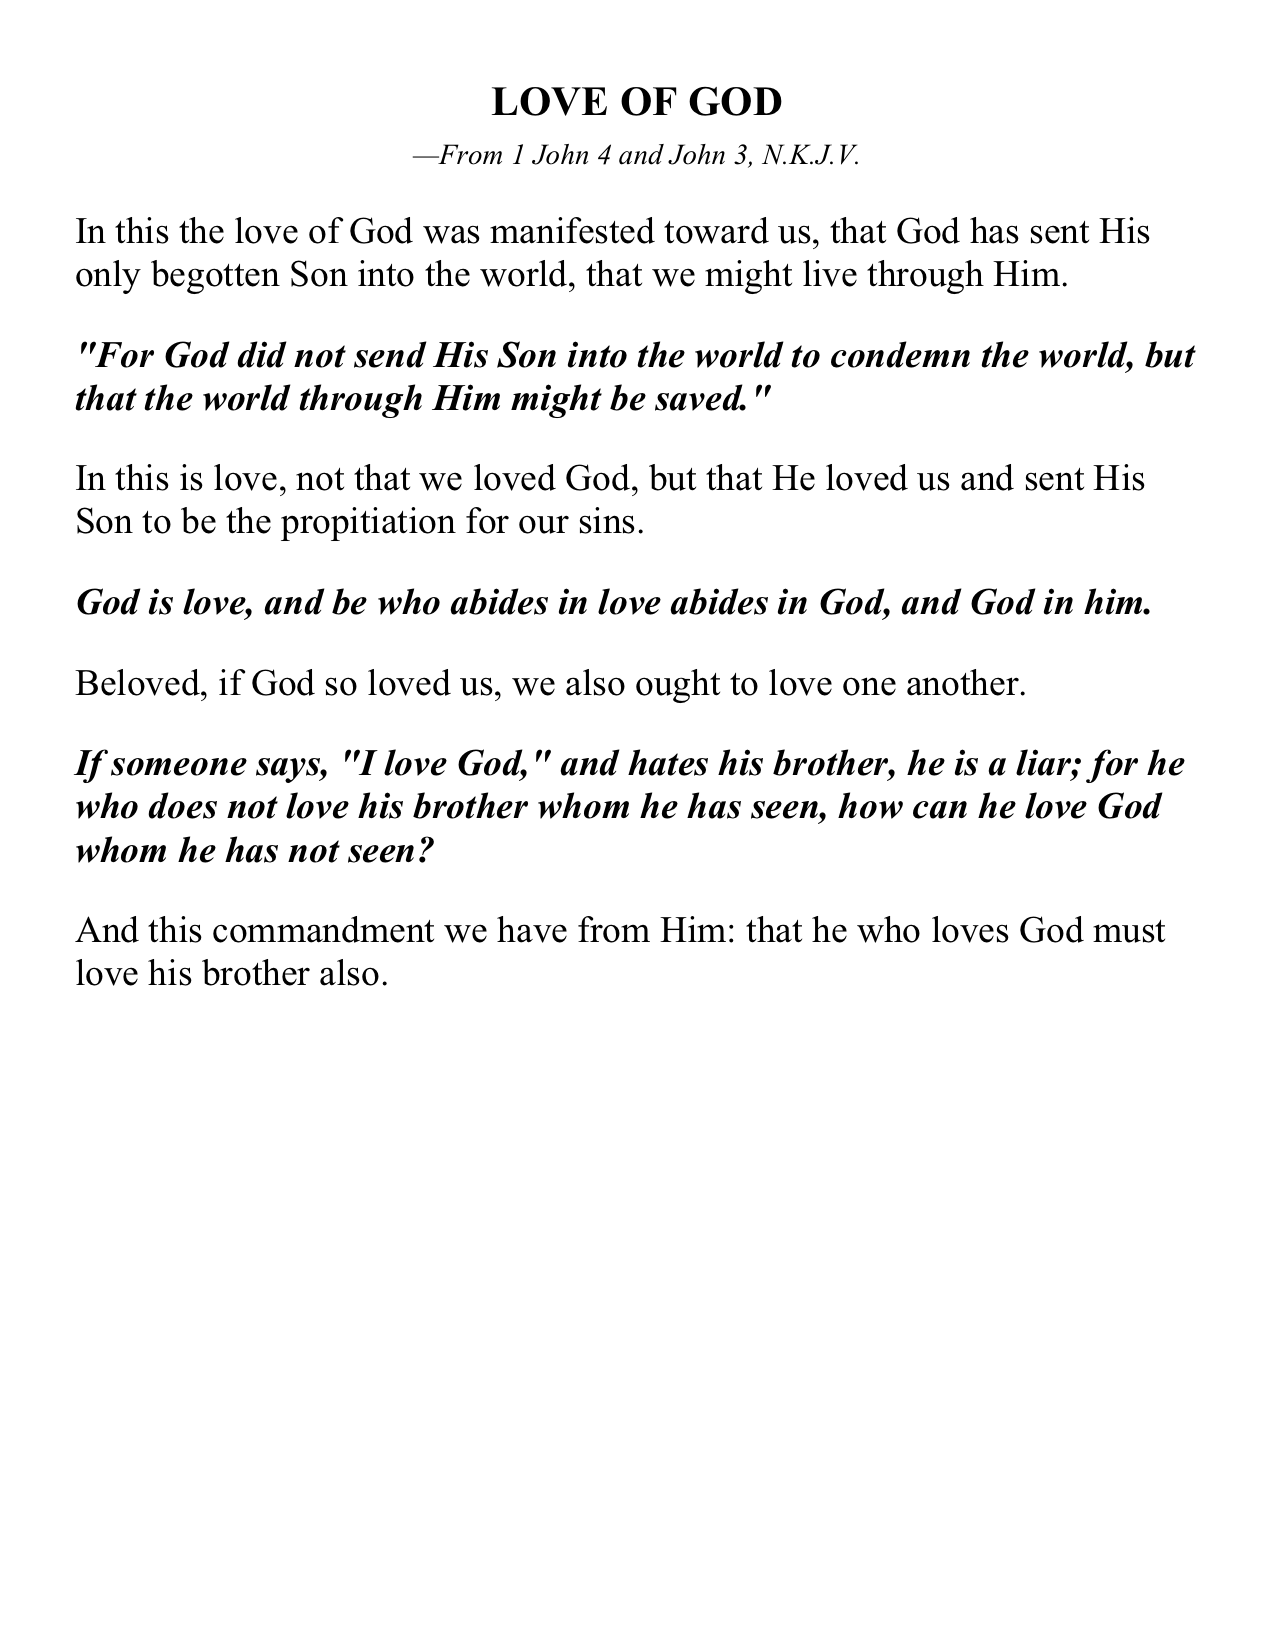 LOVE OF GOD
—From 1 John 4 and John 3, N.K.J.V.
In this the love of God was manifested toward us, that God has sent His
only begotten Son into the world, that we might live through Him.
"For God did not send His Son into the world to condemn the world, but
that the world through Him might be saved."
In this is love, not that we loved God, but that He loved us and sent His
Son to be the propitiation for our sins.
God is love, and be who abides in love abides in God, and God in him.
Beloved, if God so loved us, we also ought to love one another.
If someone says, "I love God," and hates his brother, he is a liar; for he
who does not love his brother whom he has seen, how can he love God
whom he has not seen?
And this commandment we have from Him: that he who loves God must
love his brother also.